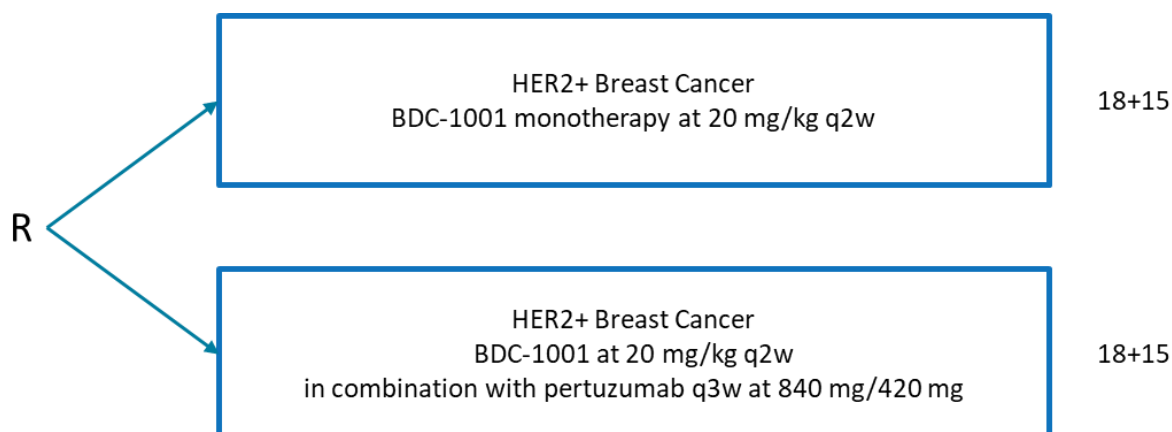 HER2+ Breast Cancer
BDC-1001 monotherapy at 20 mg/kg q2w
18+15
R
HER2+ Breast Cancer
BDC-1001 at 20 mg/kg q2w
in combination with pertuzumab q3w at 840 mg/420 mg
18+15